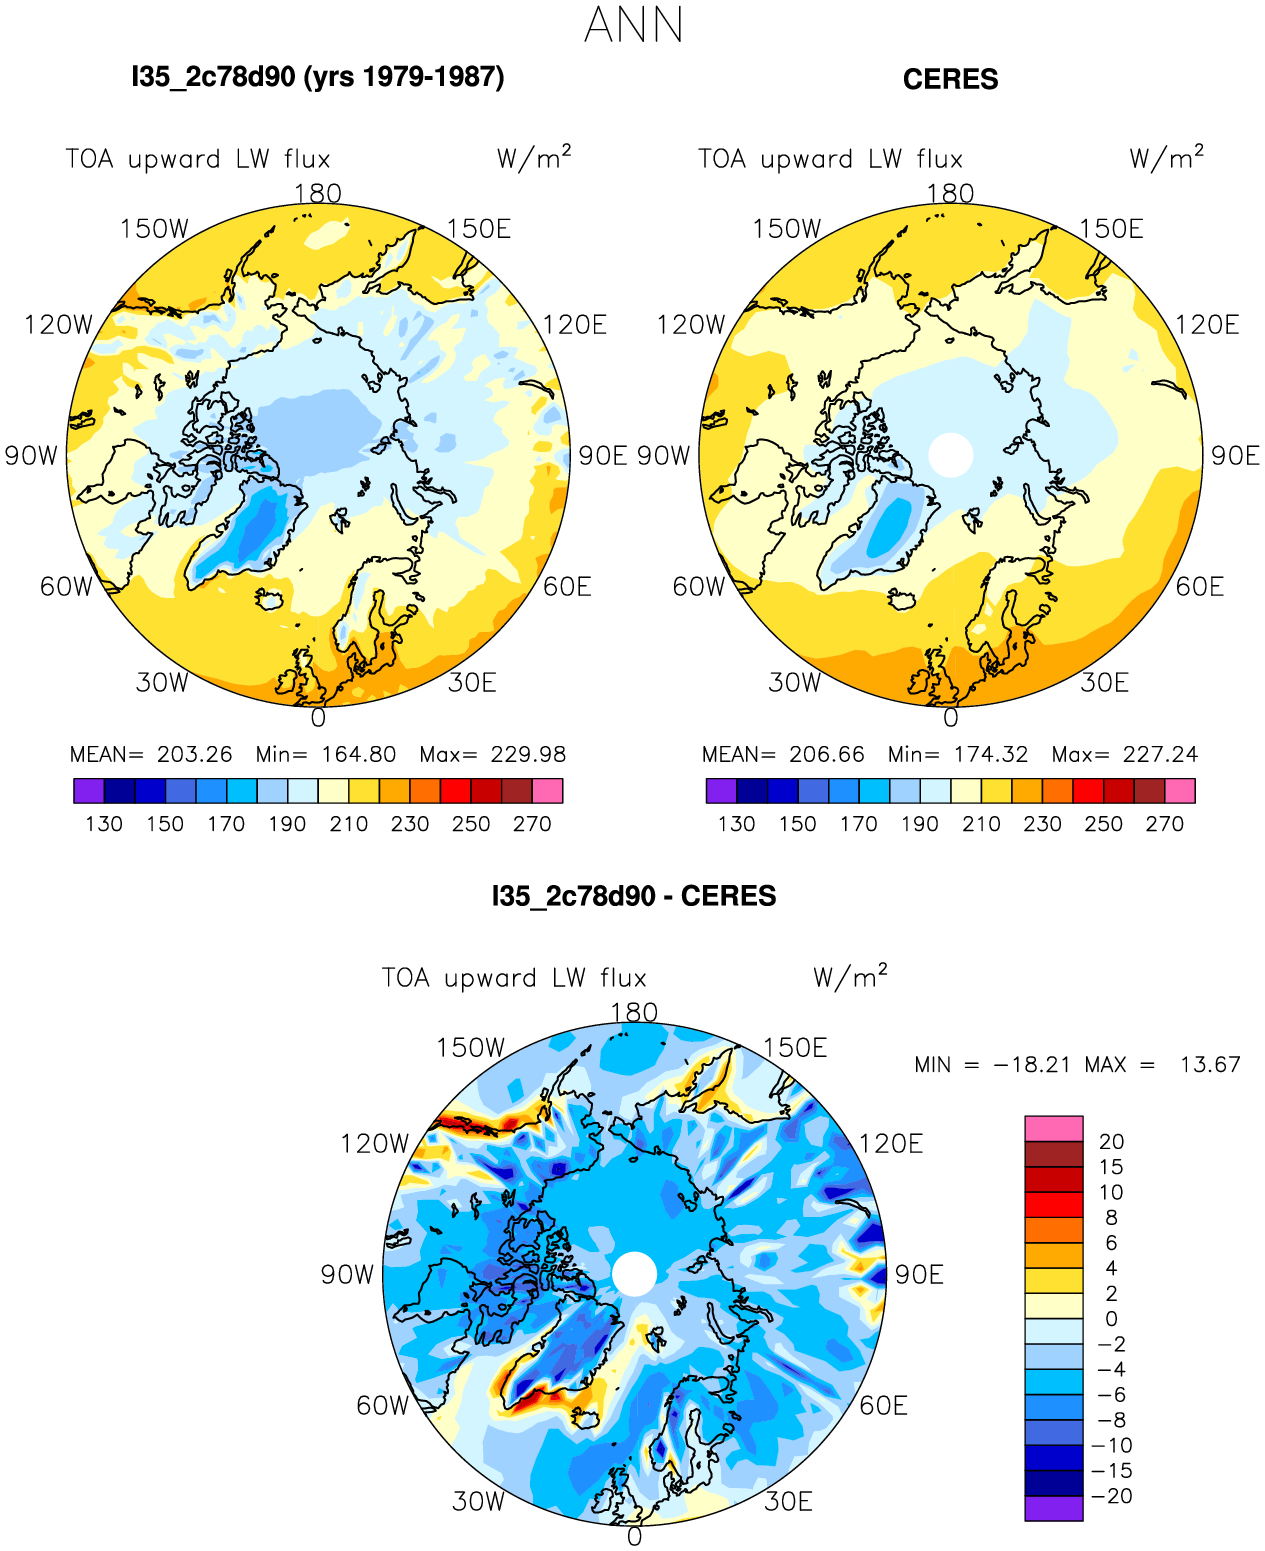 ANN
I35_2c78d90 (yrs 1979-1987)
CERES
TOA upward LW flux W/m²
TOA upward LW flux W/m²
180
180
150W 150E
150W 150E
120W 120E
120W 120E
90W 90E
90W 90E
60W 60E
60W 60E
30W 30E
30W 30E
0
0
MEAN= 203.26 Min= 164.80 Max= 229.98
MEAN= 206.66 Min= 174.32 Max= 227.24
130 150 170 190 210 230 250 270
130 150 170 190 210 230 250 270
I35_2c78d90 - CERES
TOA upward LW flux W/m²
180
150W 150E
MIN = −18.21 MAX = 13.67
120W 120E
90W 90E
60W 60E
30W 30E
0
20
15
10
8
6
4
2
0
−2
−4
−6
−8
−10
−15
−20